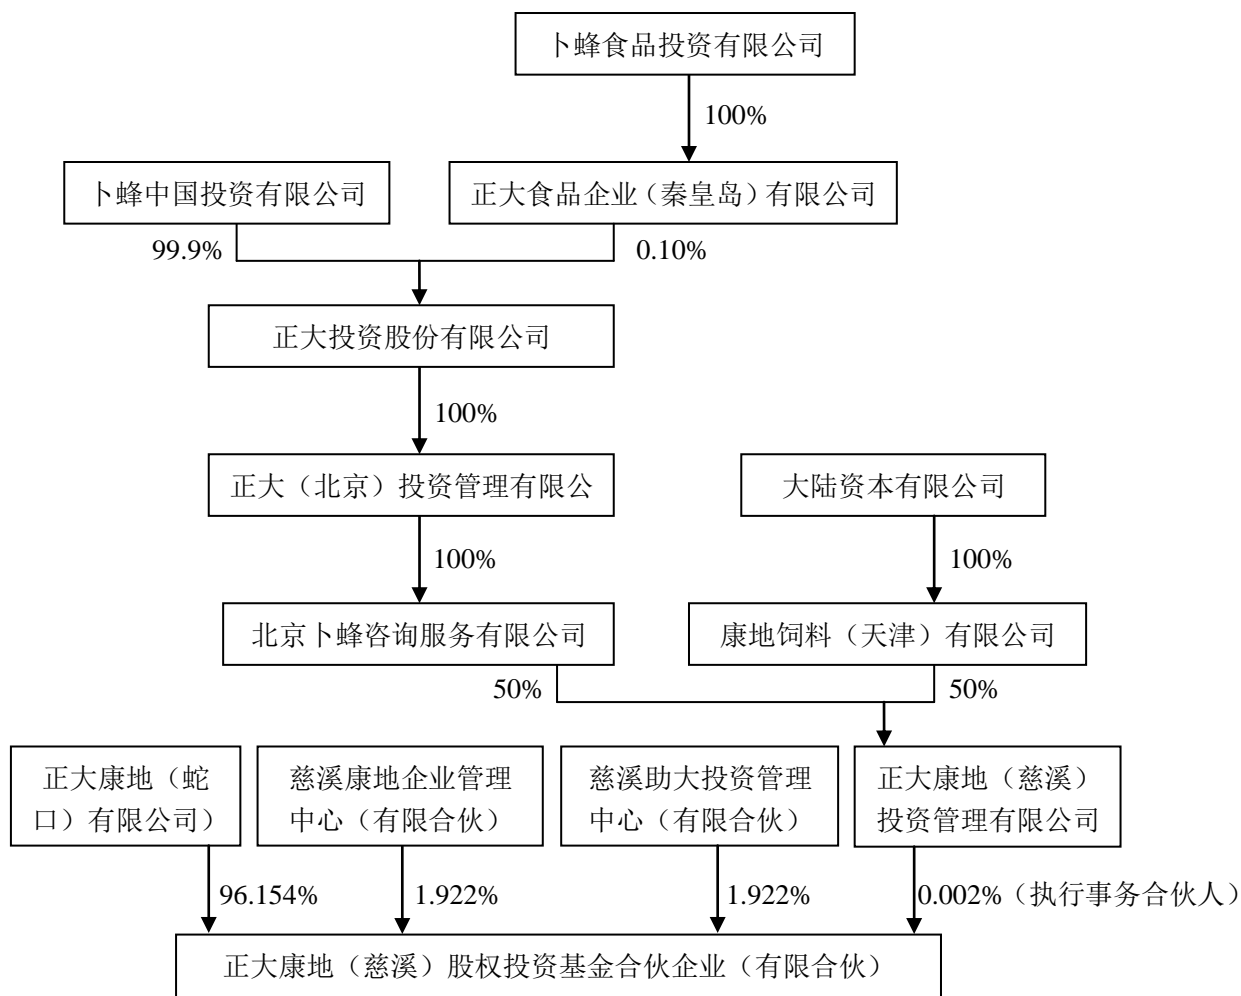 卜蜂食品投资有限公司
100%
卜蜂中国投资有限公司
正大食品企业（秦皇岛）有限公司
99.9%
0.10%
正大投资股份有限公司
100%
正大（北京）投资管理有限公
大陆资本有限公司
100%
100%
北京卜蜂咨询服务有限公司
康地饲料（天津）有限公司
50%
50%
正大康地（蛇
口）有限公司）
慈溪康地企业管理
中心（有限合伙）
慈溪助大投资管理
中心（有限合伙）
正大康地（慈溪）
投资管理有限公司
96.154%
1.922%
1.922%
0.002%（执行事务合伙人）
正大康地（慈溪）股权投资基金合伙企业（有限合伙）